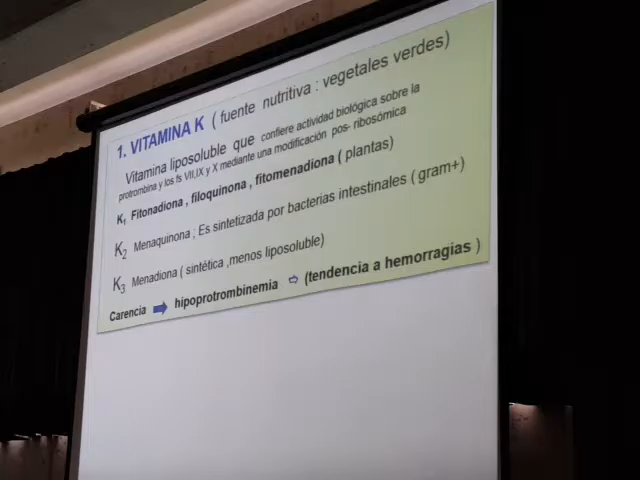 1. VITAMINA K ( fuente nutritiva : vegetales verdes)
Vitamina liposoluble que confiere actividad biológica sobre la
protrombina y los fs VII,IX y X mediante una modificación pos- ribosómica
K1 Fitonadiona , filoquinona , fitomenadiona ( plantas)
K2 Menaquinona ; Es sintetizada por bacterias intestinales ( gram+)
K3 Menadiona ( sintética ,menos liposoluble)
Carencia ➡ hipoprotrombinemia ⇨ (tendencia a hemorragias )